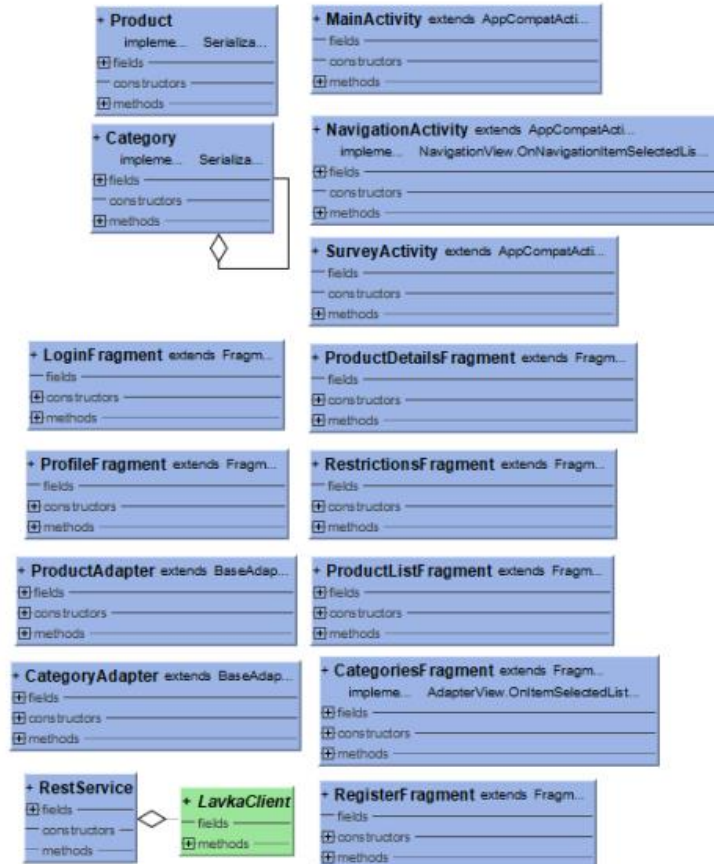 + Product
impleme... Serializa...
fields
constructors
methods
+ Category
impleme... Serializa...
fields
constructors
methods
+ MainActivity extends AppCompatActi...
fields
constructors
methods
+ NavigationActivity extends AppCompatActi...
impleme... NavigationView.OnNavigationItemSelectedLis...
fields
constructors
methods
+ SurveyActivity extends AppCompatActi...
fields
constructors
methods
+ LoginFragment extends Fragm...
fields
constructors
methods
+ ProductDetailsFragment extends Fragm...
fields
constructors
methods
+ ProfileFragment extends Fragm...
fields
constructors
methods
+ RestrictionsFragment extends Fragm...
fields
constructors
methods
+ ProductAdapter extends BaseAdap...
fields
constructors
methods
+ ProductListFragment extends Fragm...
fields
constructors
methods
+ CategoryAdapter extends BaseAdap...
fields
constructors
methods
+ CategoriesFragment extends Fragm...
impleme... AdapterView.OnItemSelectedList...
fields
constructors
methods
+ RestService
fields
constructors
methods
+ LavkaClient
fields
methods
+ RegisterFragment extends Fragm...
fields
constructors
methods